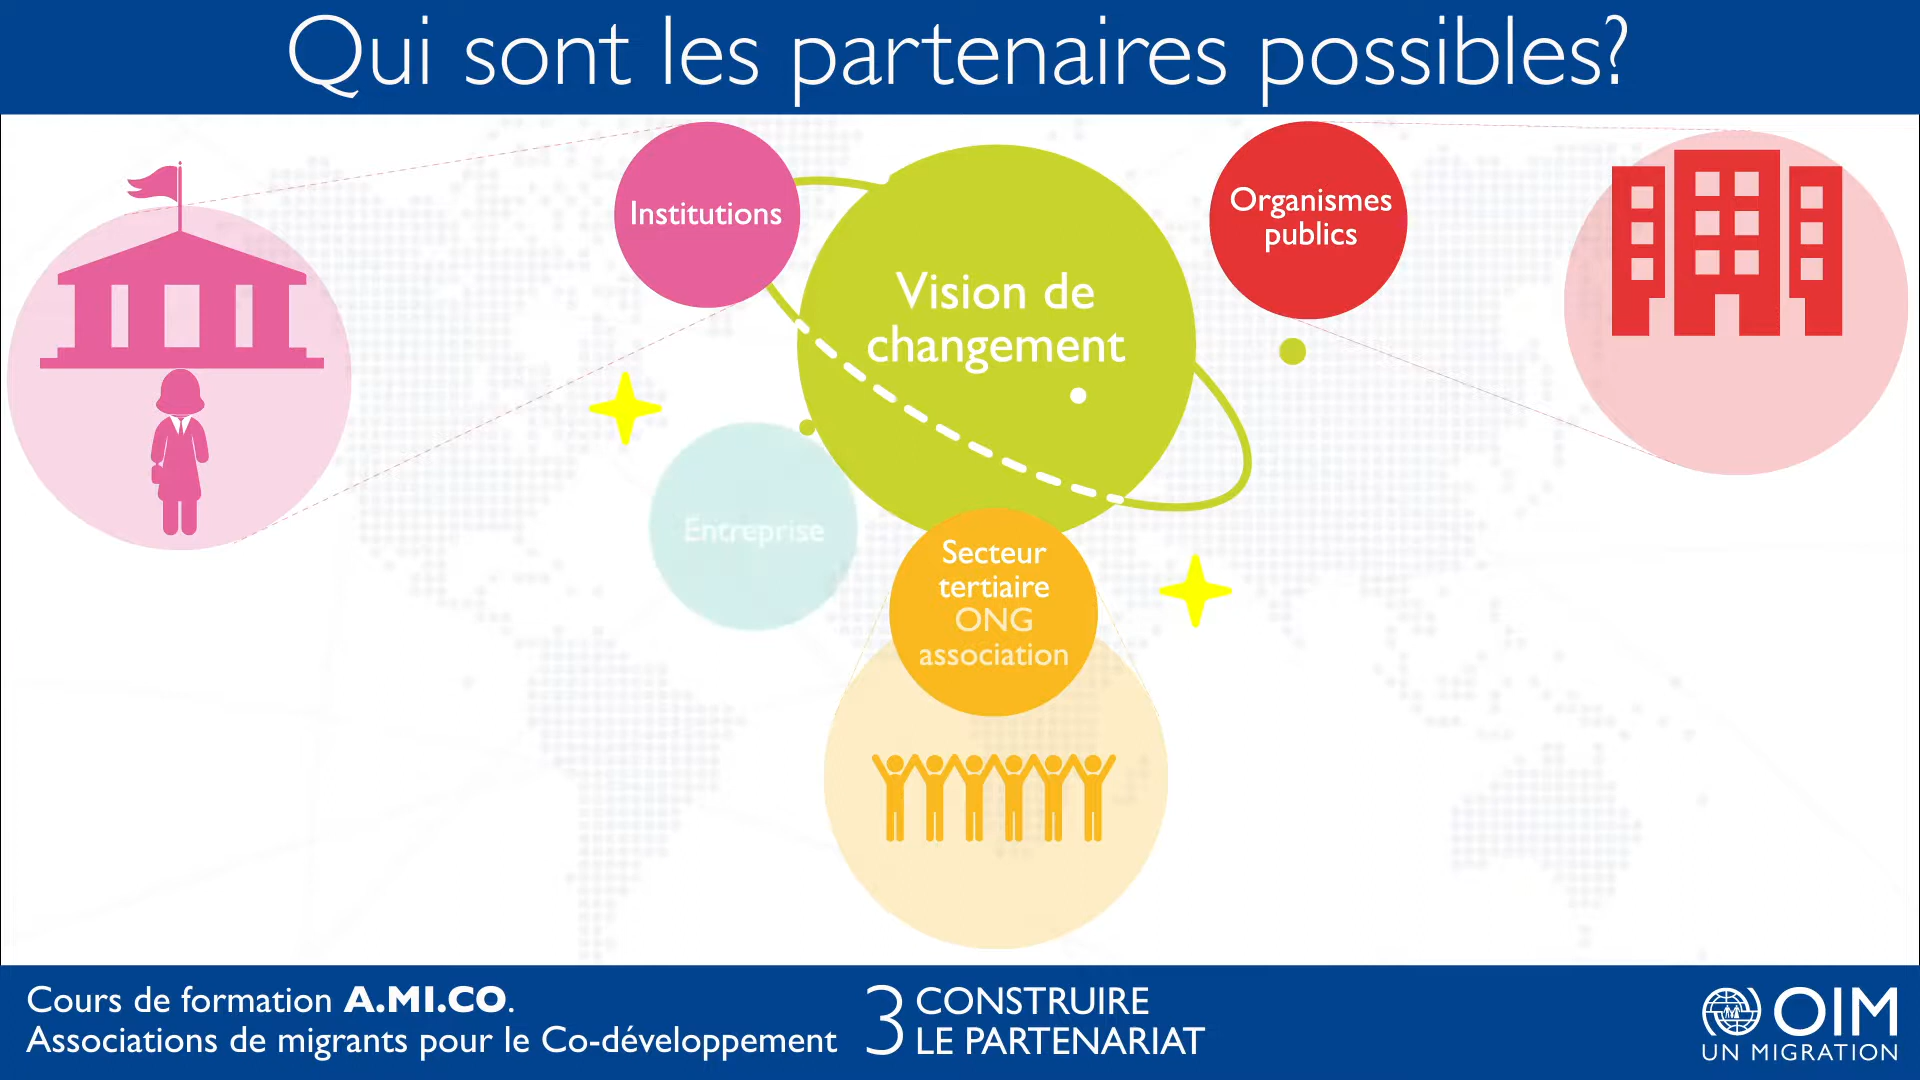 Qui sont les partenaires possibles?
Institutions
Organismes
publics
Vision de
changement
Entreprise
Secteur
tertiaire
ONG
association
Cours de formation A.MI.CO.
Associations de migrants pour le Co-développement
3 CONSTRUIRE
LE PARTENARIAT
OIM
UN MIGRATION